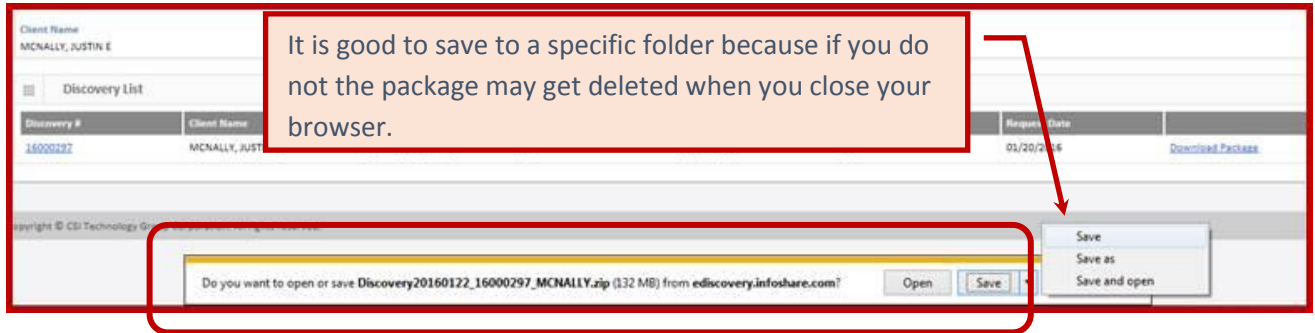 Client Name
MCNALLY, JUSTIN E
It is good to save to a specific folder because if you do
not the package may get deleted when you close your
browser.
Discovery List
Discovery # Client Name Request Date
16000297 MCNALLY, JUST 01/20/2016 Download Package
opyright © CSI Technology Group
Save
Save as
Save and open
Do you want to open or save Discovery20160122_16000297_MCNALLY.zip (132 MB) from ediscovery.infoshare.com? Open Save